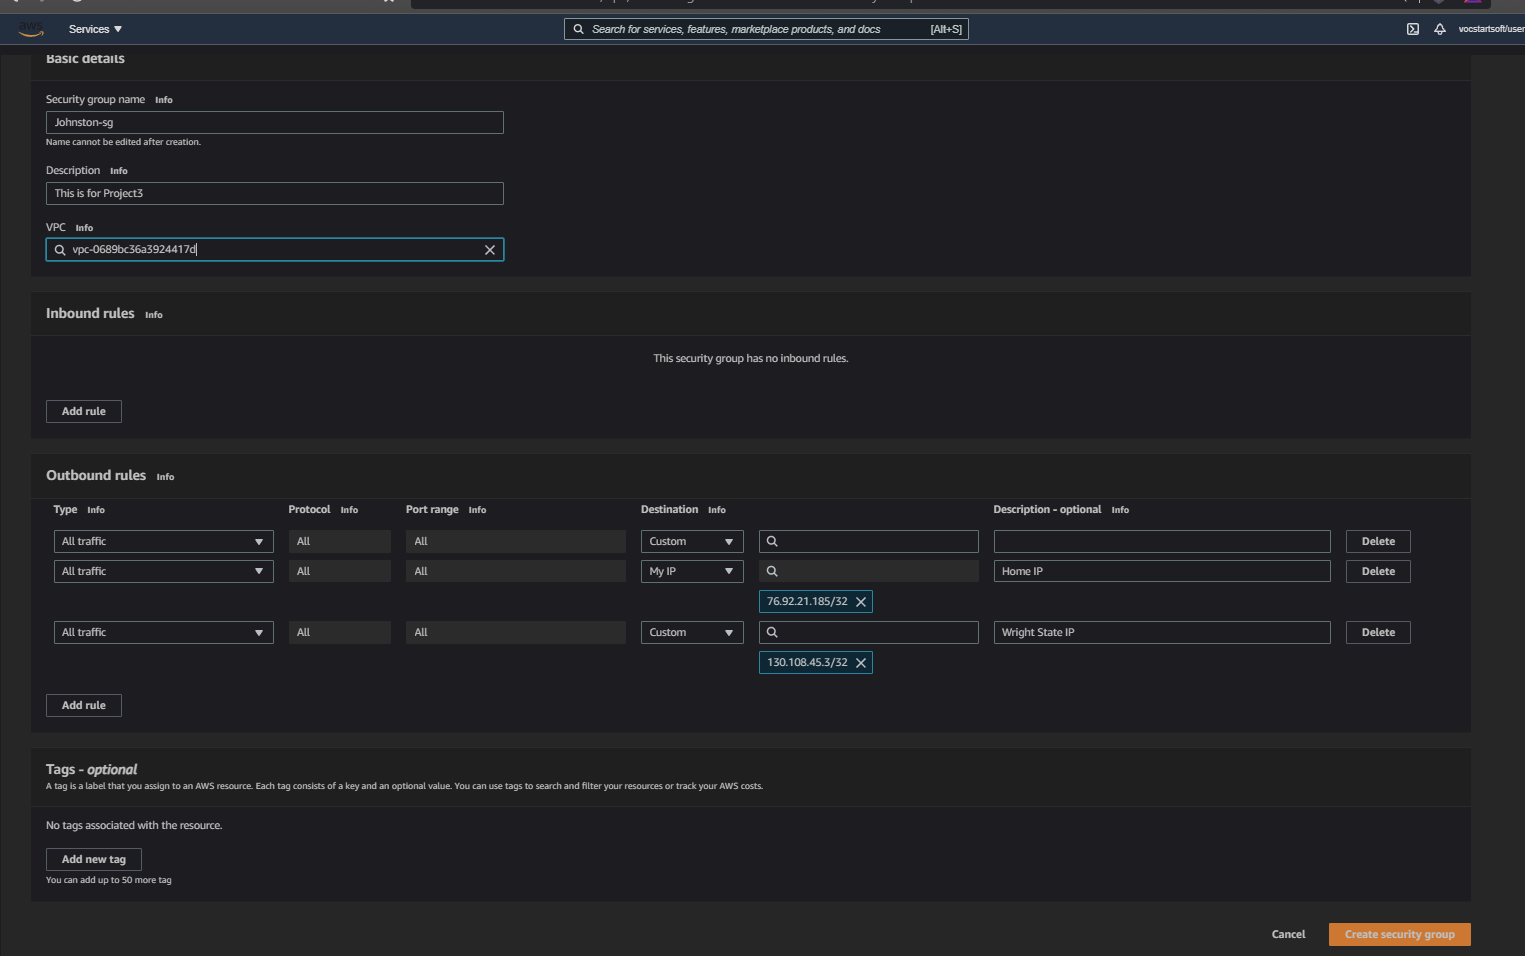 aws
Services
Search for services, features, marketplace products, and docs [Alt+S]
vocstartsoft/user
Basic details
Security group name Info
Johnston-sg
Name cannot be edited after creation.
Description Info
This is for Project3
VPC Info
vpc-0689bc36a3924417d
Inbound rules Info
This security group has no inbound rules.
Add rule
Outbound rules Info
Type Info Protocol Info Port range Info Destination Info Description - optional Info
All traffic All All Custom Delete
All traffic All All My IP Home IP Delete
76.92.21.185/32
All traffic All All Custom Wright State IP Delete
130.108.45.3/32
Add rule
Tags - optional
A tag is a label that you assign to an AWS resource. Each tag consists of a key and an optional value. You can use tags to search and filter your resources or track your AWS costs.
No tags associated with the resource.
Add new tag
You can add up to 50 more tag
Cancel Create security group